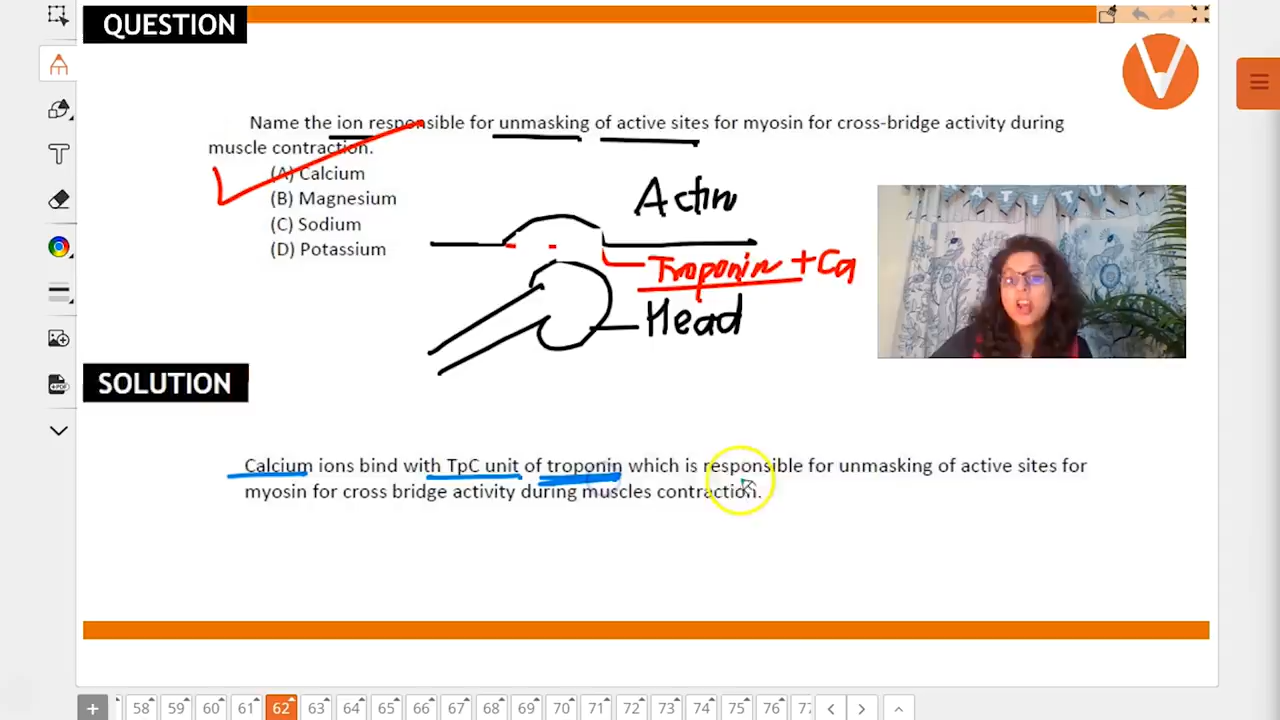 QUESTION
Name the ion responsible for unmasking of active sites for myosin for cross-bridge activity during
muscle contraction.
(A) Calcium
(B) Magnesium
(C) Sodium
(D) Potassium
Actin
Troponin + Ca
Head
SOLUTION
Calcium ions bind with TpC unit of troponin which is responsible for unmasking of active sites for
myosin for cross bridge activity during muscles contraction.
58 59 60 61 62 63 64 65 66 67 68 69 70 71 72 73 74 75 76